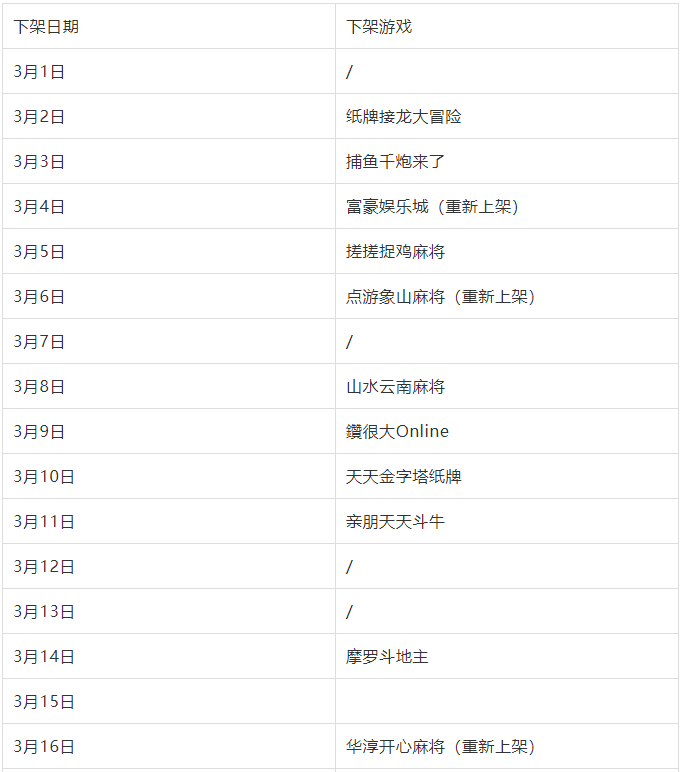 下架日期 下架游戏
3月1日 /
3月2日 纸牌接龙大冒险
3月3日 捕鱼千炮来了
3月4日 富豪娱乐城（重新上架）
3月5日 搓搓捉鸡麻将
3月6日 点游象山麻将（重新上架）
3月7日 /
3月8日 山水云南麻将
3月9日 鑽很大Online
3月10日 天天金字塔纸牌
3月11日 亲朋天天斗牛
3月12日 /
3月13日 /
3月14日 摩罗斗地主
3月15日
3月16日 华淳开心麻将（重新上架）